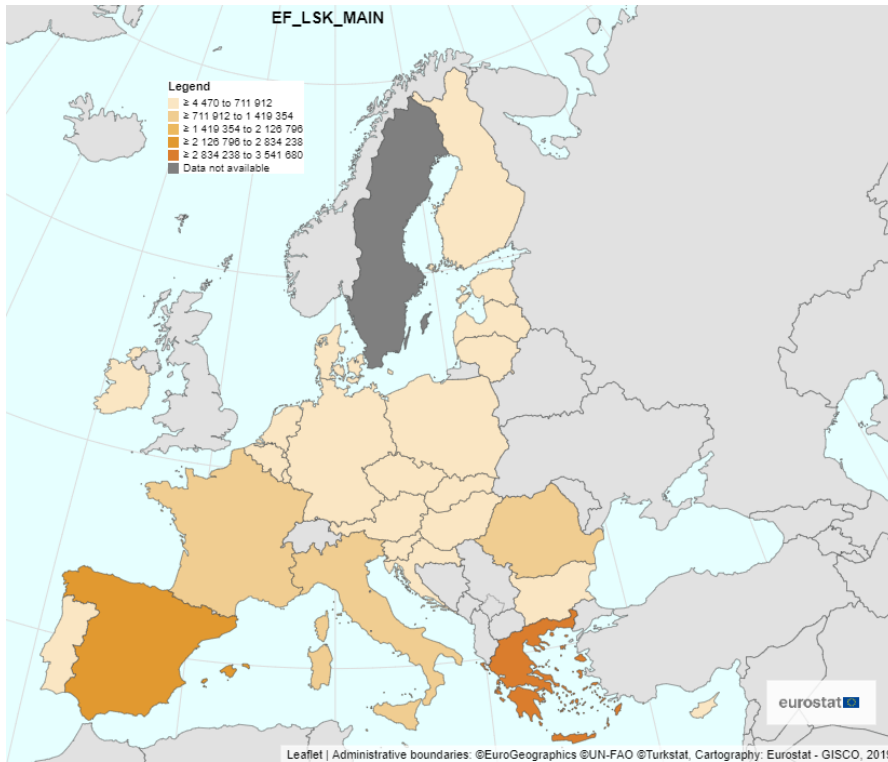 EF_LSK_MAIN
Legend
≥ 4 470 to 711 912
≥ 711 912 to 1 419 354
≥ 1 419 354 to 2 126 796
≥ 2 126 796 to 2 834 238
≥ 2 834 238 to 3 541 680
Data not available
eurostat
Leaflet | Administrative boundaries: ©EuroGeographics ©UN-FAO ©Turkstat, Cartography: Eurostat - GISCO, 2019